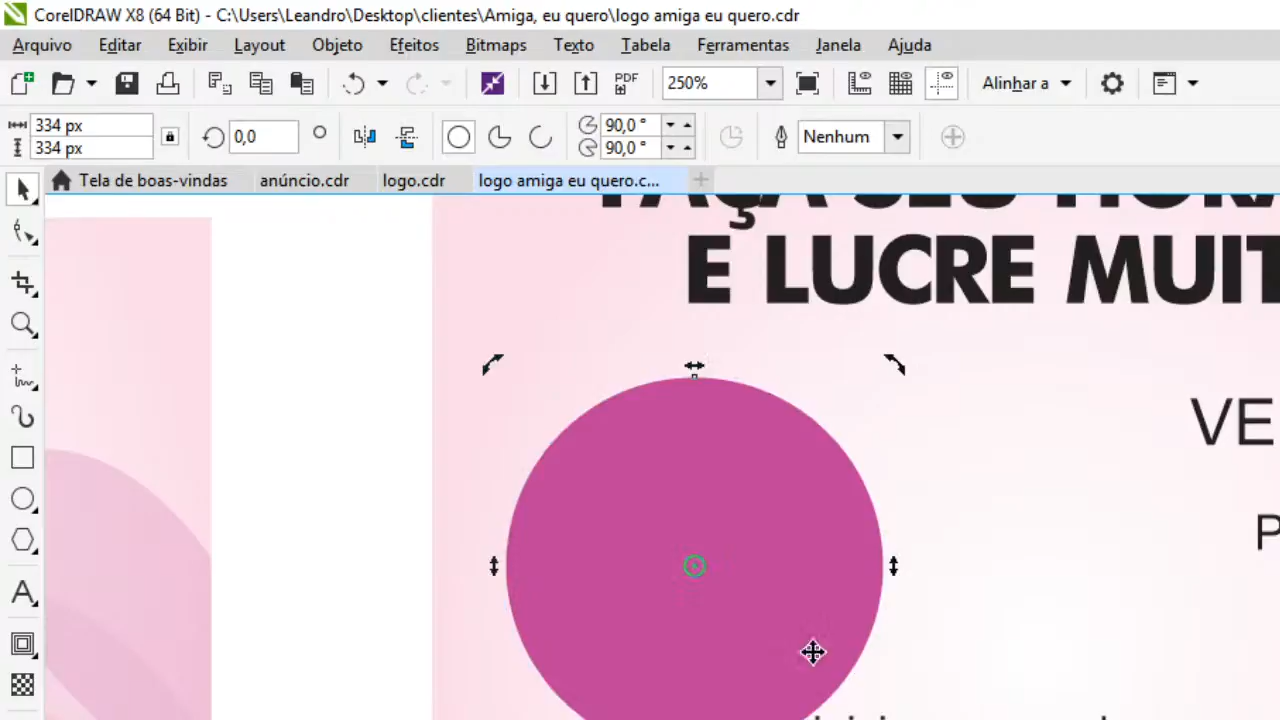 CorelDRAW X8 (64 Bit) - C:\Users\Leandro\Desktop\clientes\Amiga, eu quero\logo amiga eu quero.cdr
Arquivo Editar Exibir Layout Objeto Efeitos Bitmaps Texto Tabela Ferramentas Janela Ajuda
PDF 250% Alinhar a
334 px 0,0 90,0 ° Nenhum
334 px 90,0 °
Tela de boas-vindas anúncio.cdr logo.cdr logo amiga eu quero.c...
FAÇA SEU
E LUCRE MUIT
VE
P